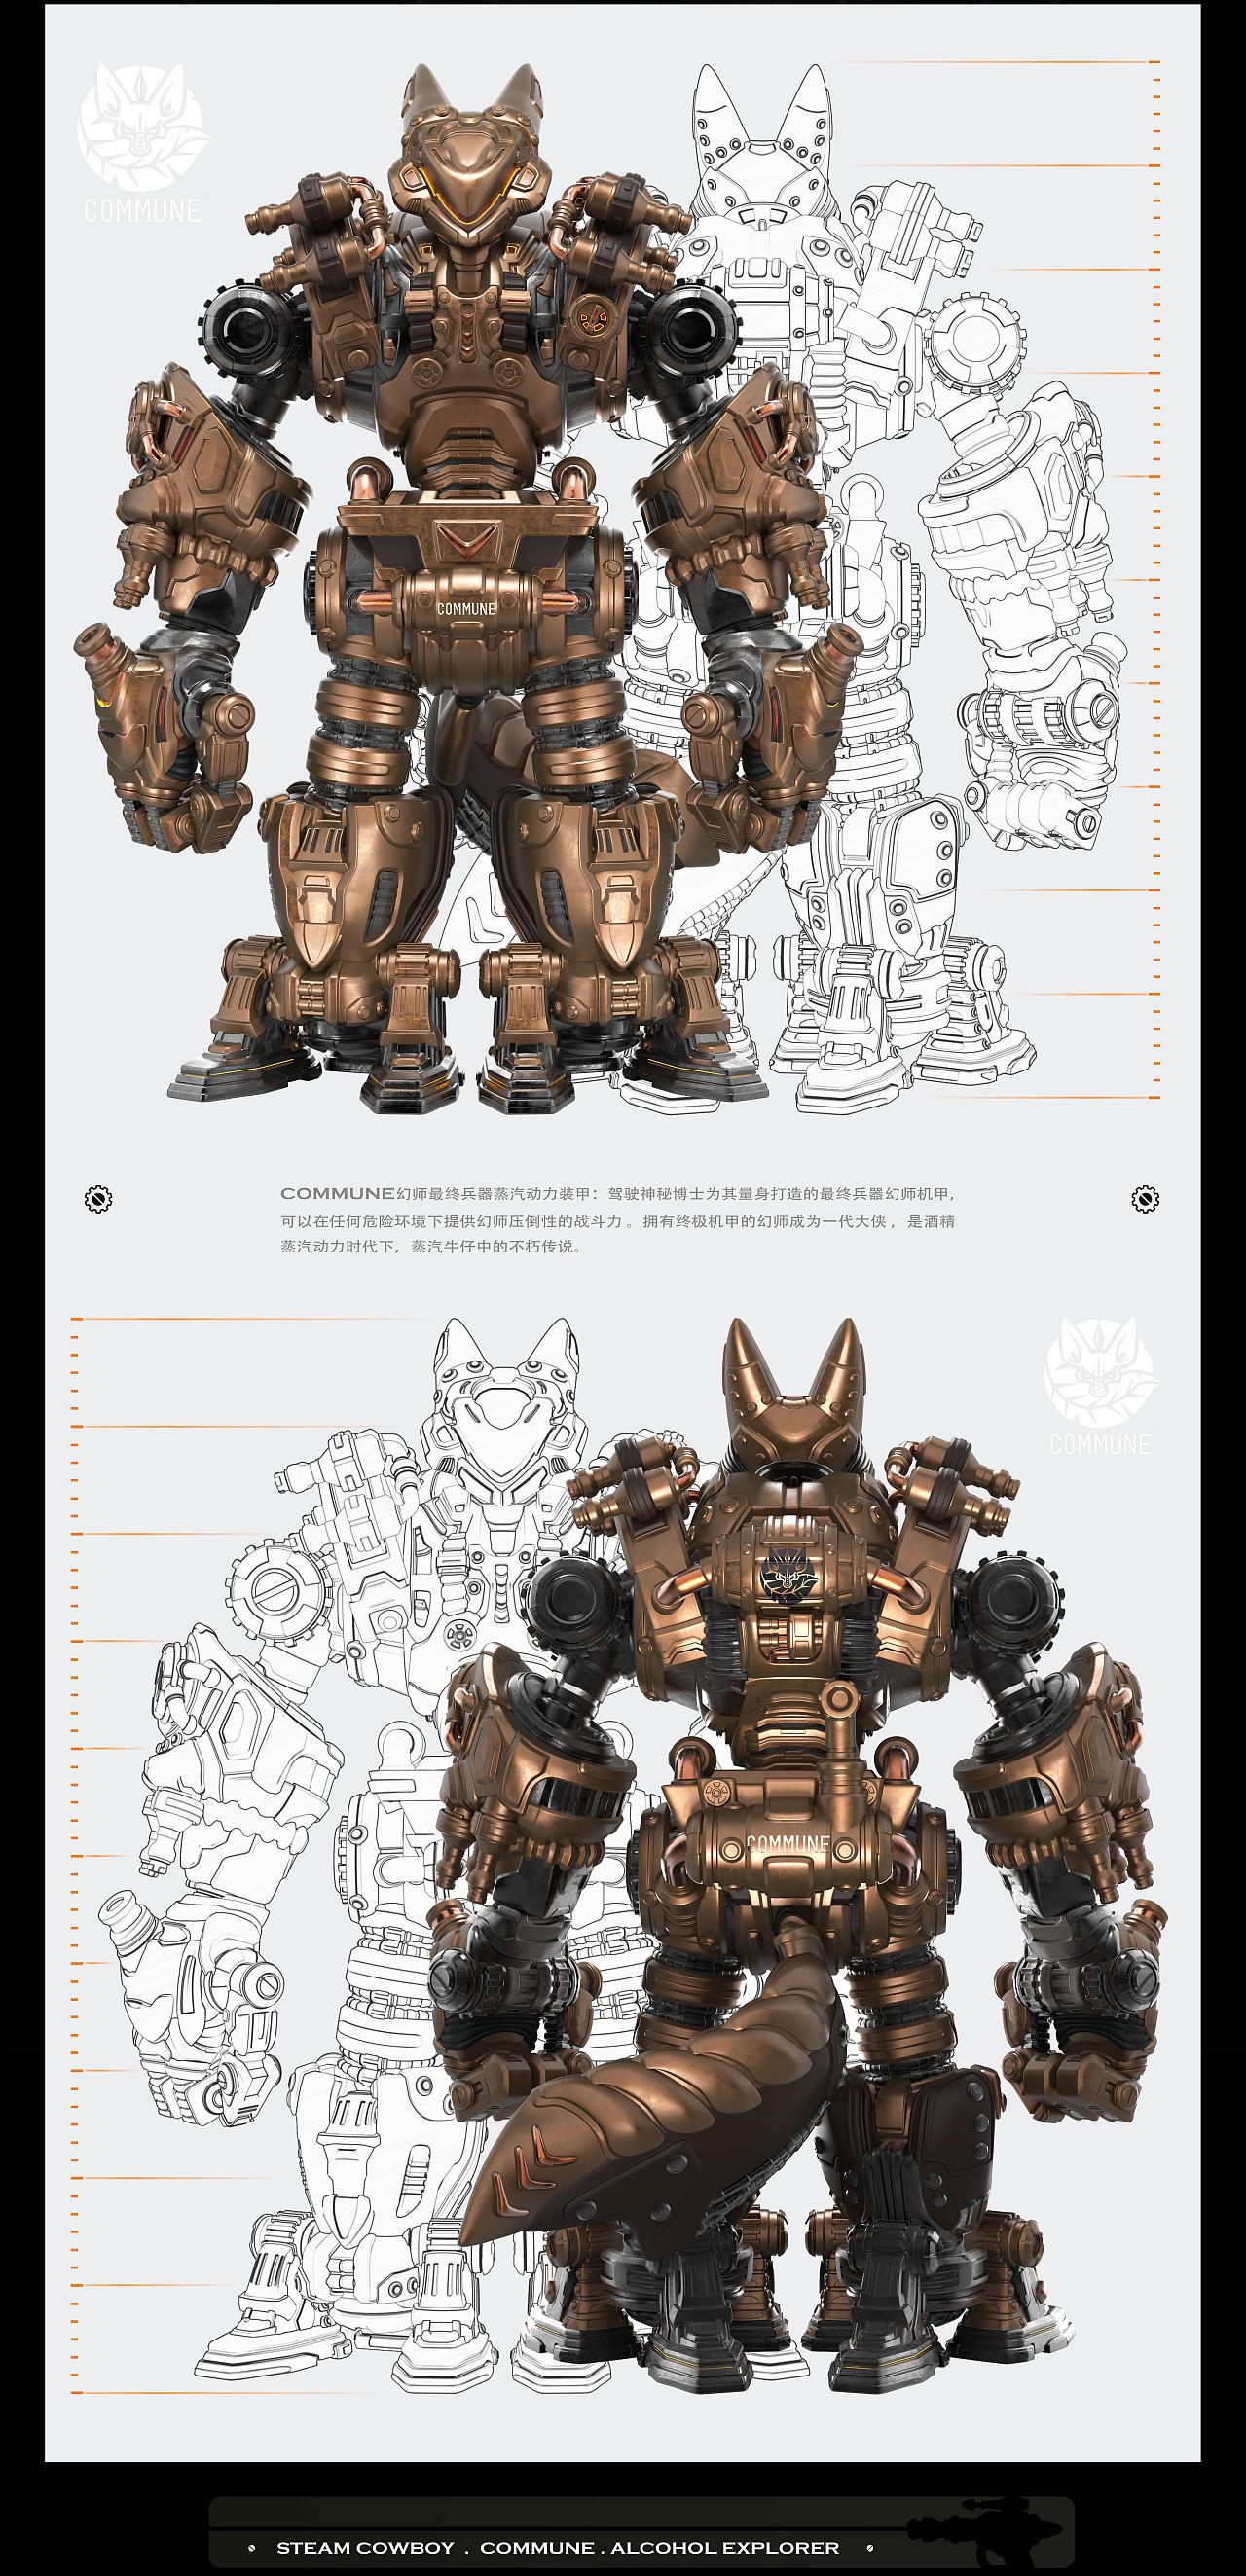 COMMUNE
COMMUNE
COMMUNE幻师最终兵器蒸汽动力装甲：驾驶神秘博士为其量身打造的最终兵器幻师机甲，
可以在任何危险环境下提供幻师压倒性的战斗力。拥有终极机甲的幻师成为一代大侠，是酒精
蒸汽动力时代下，蒸汽牛仔中的不朽传说。
COMMUNE
COMMUNE
STEAM COWBOY . COMMUNE . ALCOHOL EXPLORER